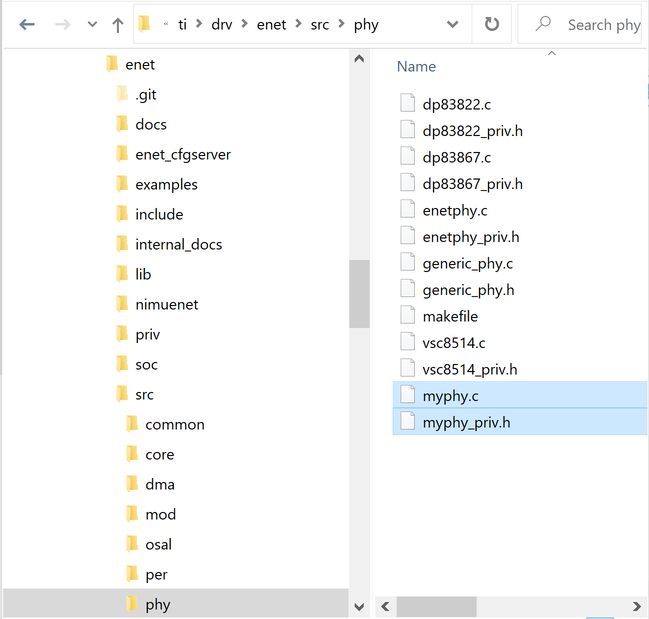 « ti > drv > enet > src > phy
Search phy
enet
.git
docs
enet_cfgserver
examples
include
internal_docs
lib
nimuenet
priv
soc
src
common
core
dma
mod
osal
per
phy
Name
dp83822.c
dp83822_priv.h
dp83867.c
dp83867_priv.h
enetphy.c
enetphy_priv.h
generic_phy.c
generic_phy.h
makefile
vsc8514.c
vsc8514_priv.h
myphy.c
myphy_priv.h